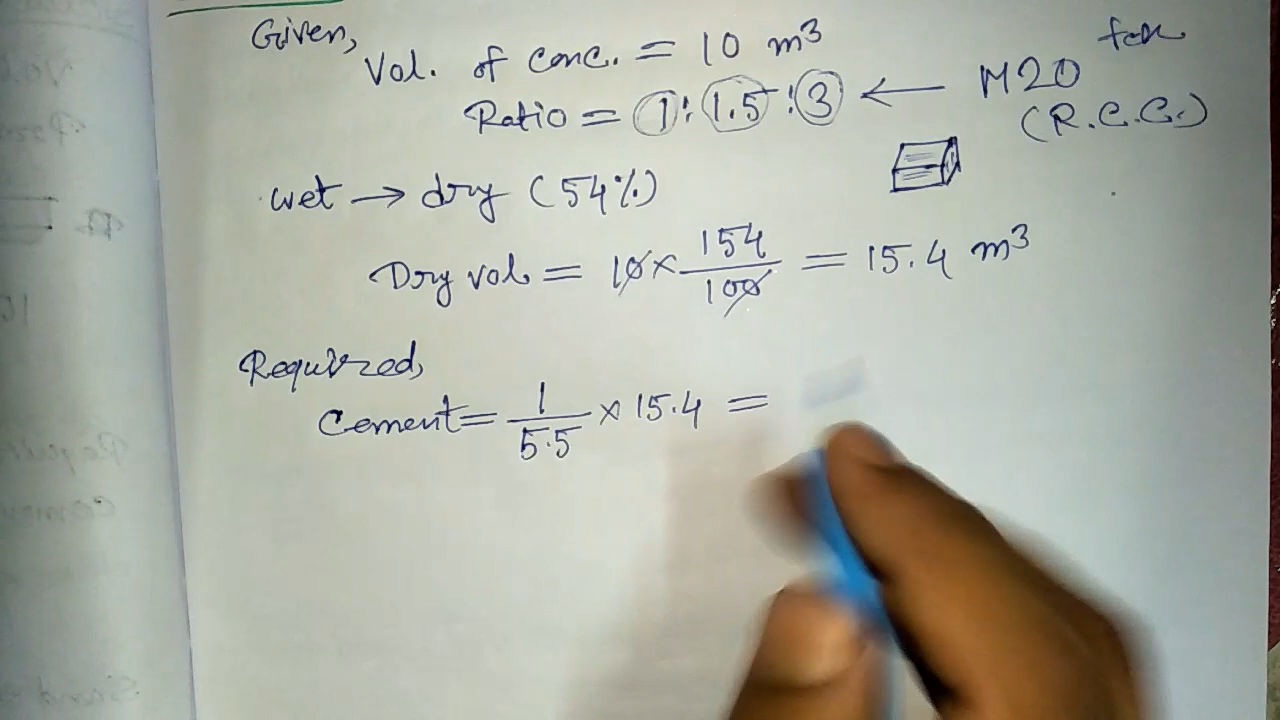 Given,
Vol. of conc. = 10 m³
Ratio = 1 : 1.5 : 3 ← M20 for
(R.C.C.)
wet → dry (54%)
Dry vol = 10 × 154/100 = 15.4 m³
Required,
Cement = 1/5.5 × 15.4 =